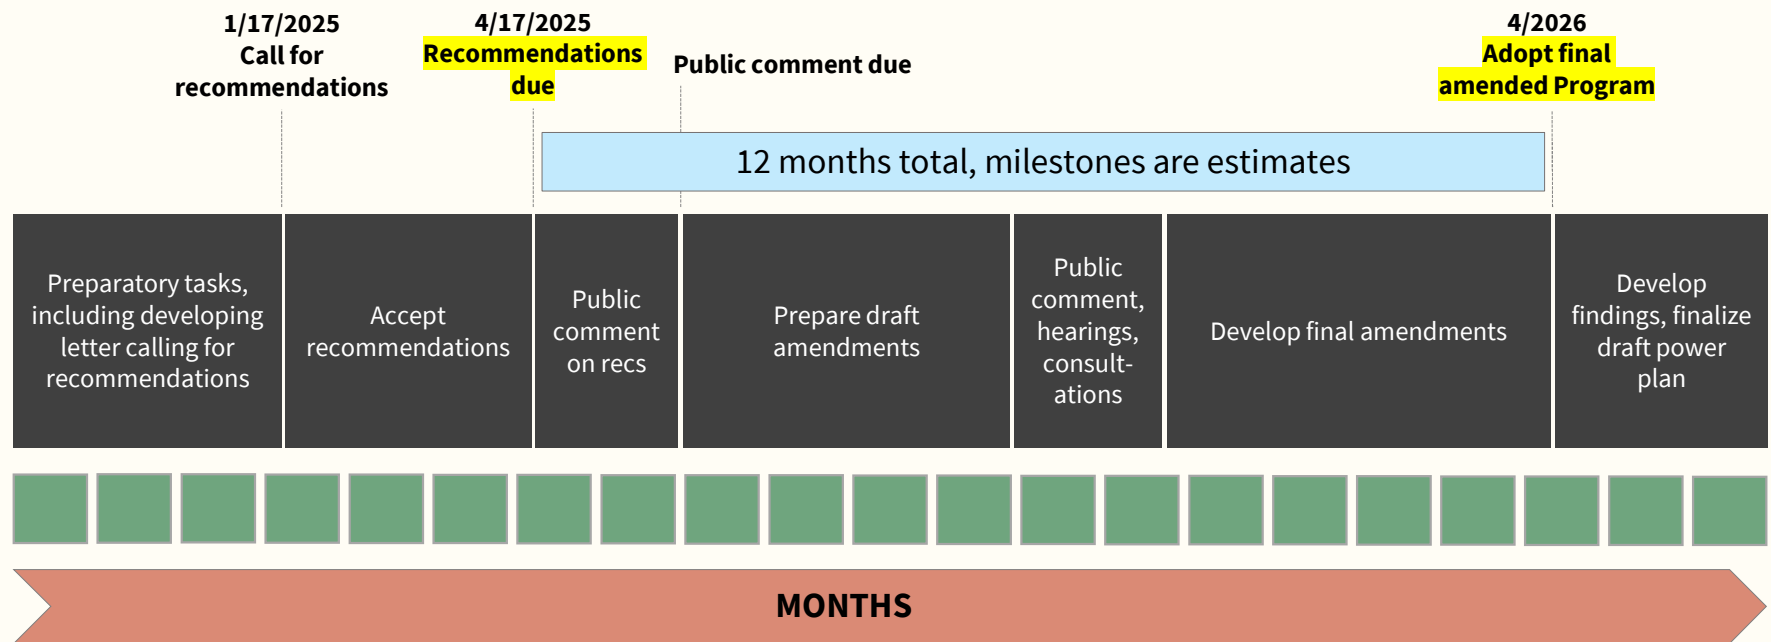 1/17/2025
Call for
recommendations
4/17/2025
Recommendations
due
Public comment due
4/2026
Adopt final
amended Program
12 months total, milestones are estimates
Preparatory tasks,
including developing
letter calling for
recommendations
Accept
recommendations
Public
comment
on recs
Prepare draft
amendments
Public
comment,
hearings,
consult-
ations
Develop final amendments
Develop
findings, finalize
draft power
plan
MONTHS